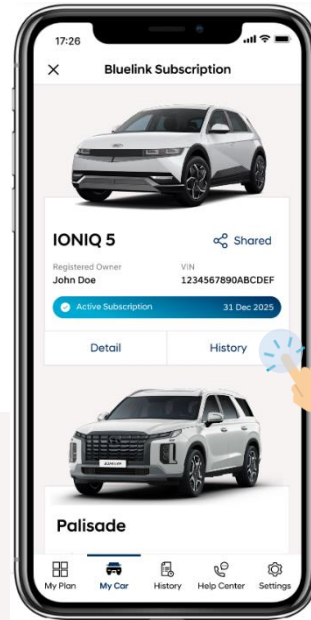 17:26
Bluelink Subscription
IONIQ 5
Shared
Registered Owner VIN
John Doe 1234567890ABCDEF
Active Subscription 31 Dec 2025
Detail History
Palisade
My Plan My Car History Help Center Settings